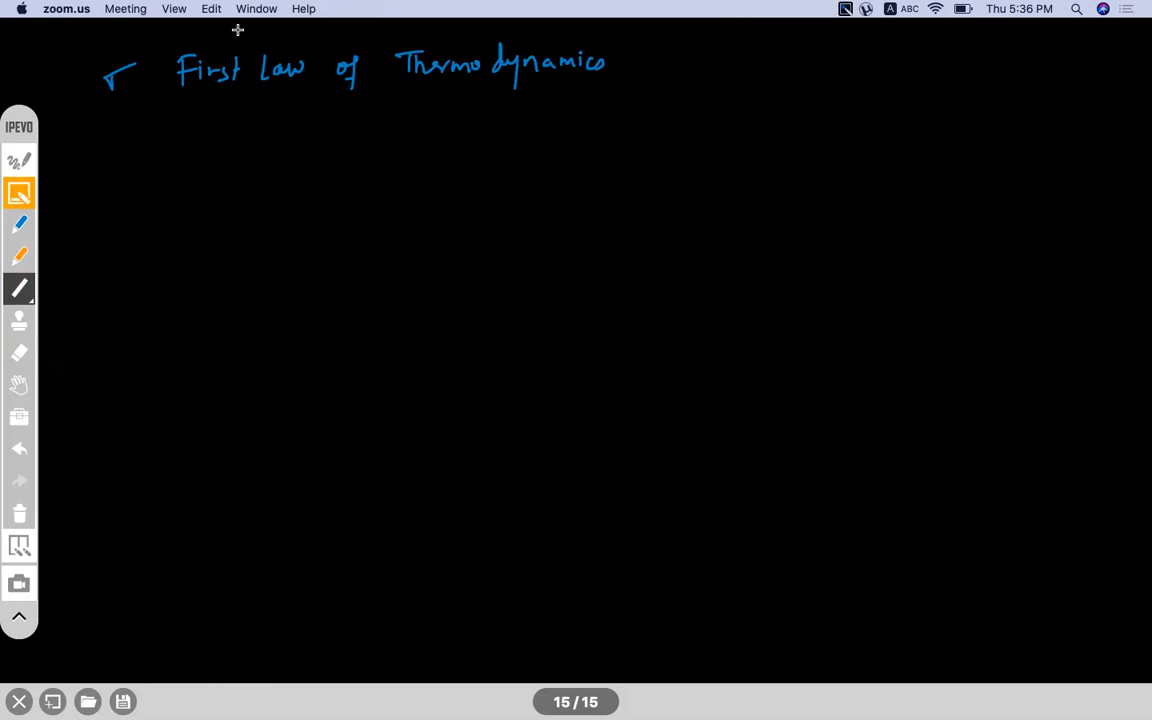 zoom.us Meeting View Edit Window Help ABC Thu 5:36 PM
First Law of Thermodynamics
IPEVO
15/15